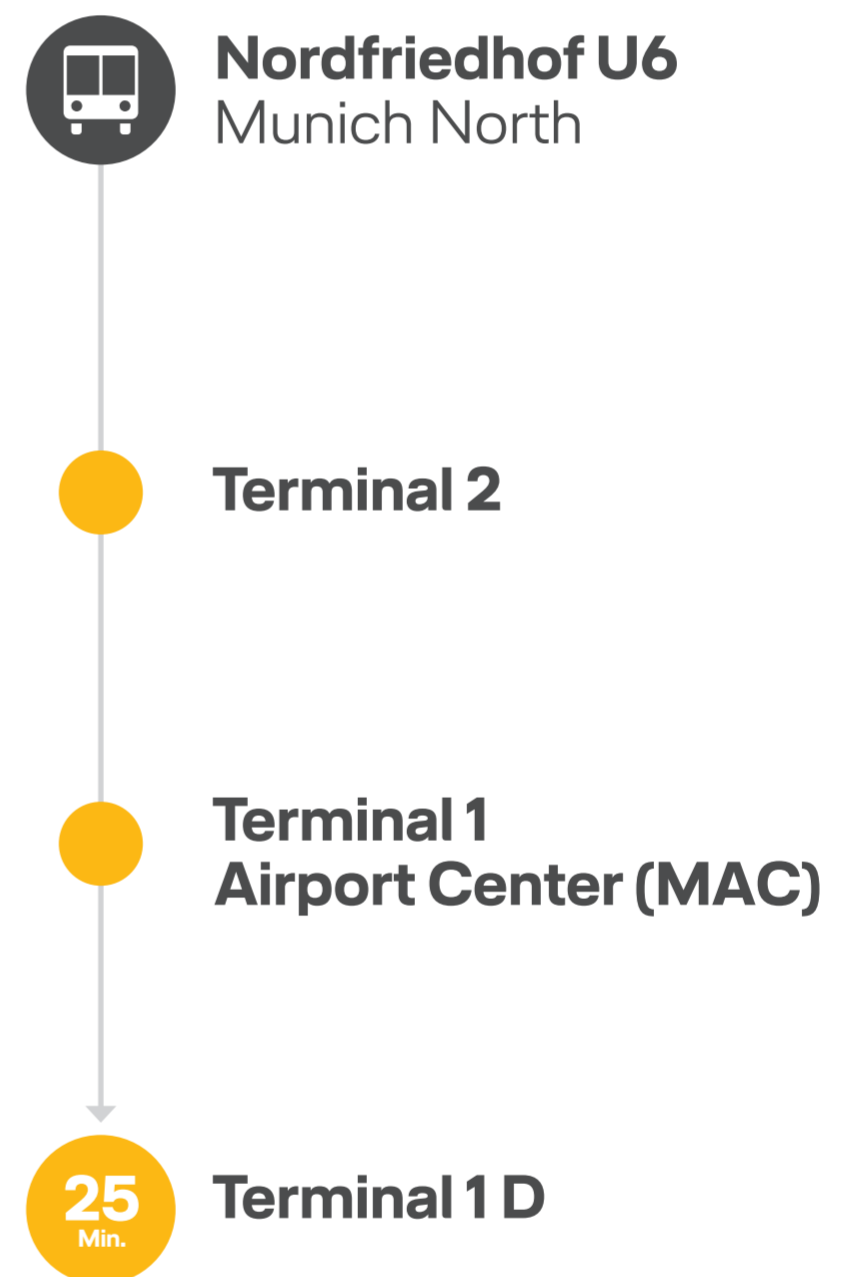 Nordfriedhof U6
Munich North
Terminal 2
Terminal 1
Airport Center (MAC)
25
Min.
Terminal 1 D